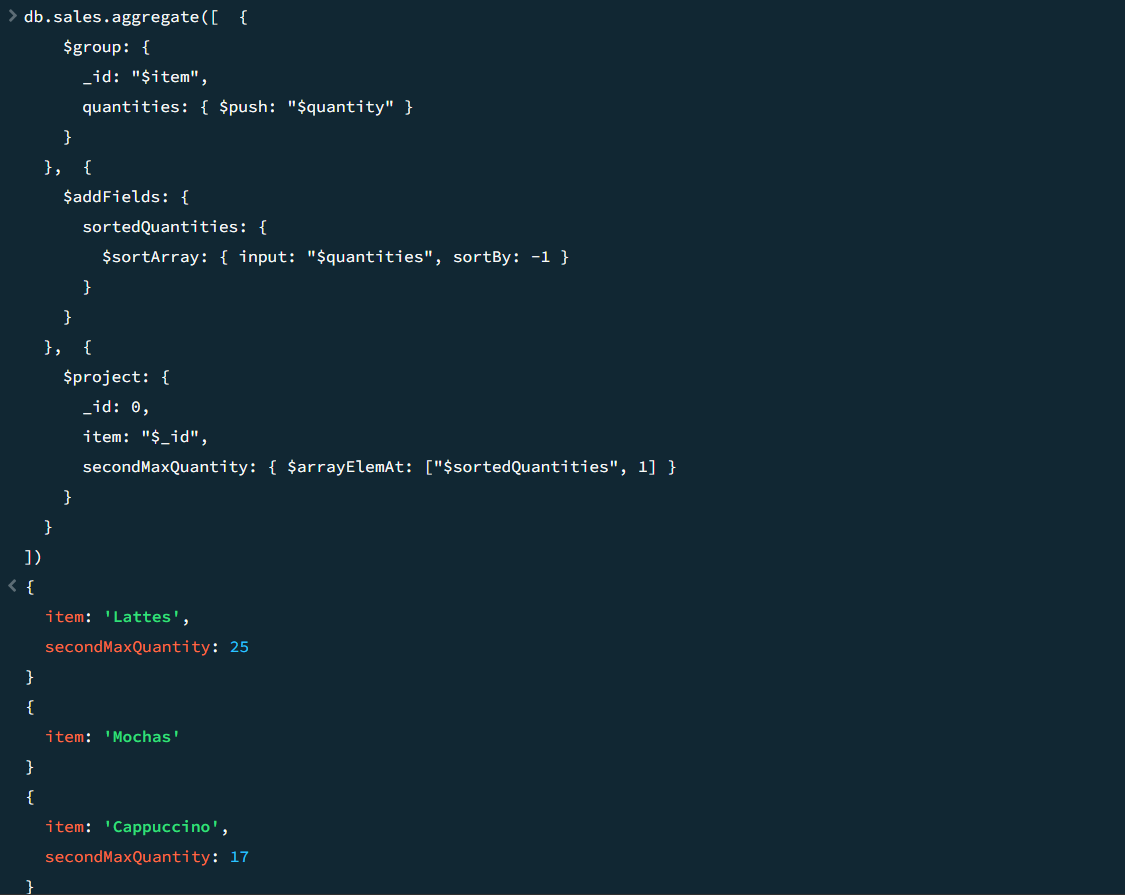 > db.sales.aggregate([  {
    $group: {
      _id: "$item",
      quantities: { $push: "$quantity" }
    }
  },  {
    $addFields: {
      sortedQuantities: {
        $sortArray: { input: "$quantities", sortBy: -1 }
      }
    }
  },  {
    $project: {
      _id: 0,
      item: "$_id",
      secondMaxQuantity: { $arrayElemAt: ["$sortedQuantities", 1] }
    }
  }
])
< {
  item: 'Lattes',
  secondMaxQuantity: 25
}
{
  item: 'Mochas'
}
{
  item: 'Cappuccino',
  secondMaxQuantity: 17
}